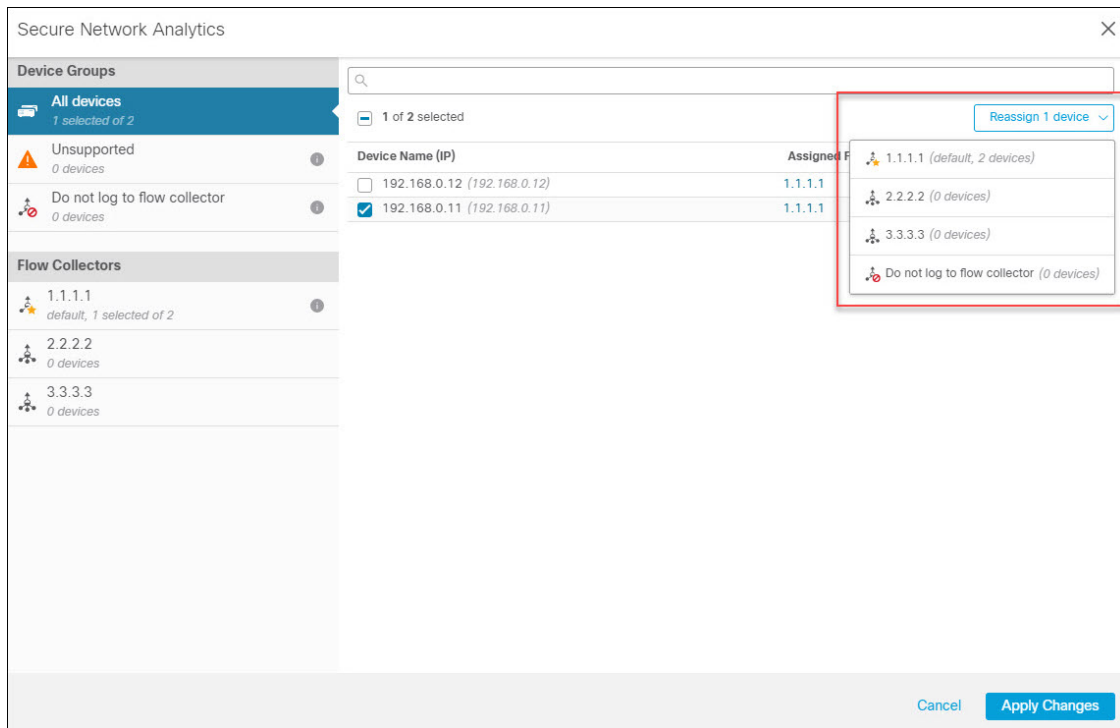 Secure Network Analytics
Device Groups
All devices
1 selected of 2
Unsupported
0 devices
Do not log to flow collector
0 devices
Flow Collectors
1.1.1.1
default, 1 selected of 2
2.2.2.2
0 devices
3.3.3.3
0 devices
1 of 2 selected
Reassign 1 device
Device Name (IP) Assigned F
192.168.0.12 (192.168.0.12) 1.1.1.1
192.168.0.11 (192.168.0.11) 1.1.1.1
1.1.1.1 (default, 2 devices)
2.2.2.2 (0 devices)
3.3.3.3 (0 devices)
Do not log to flow collector (0 devices)
Cancel Apply Changes